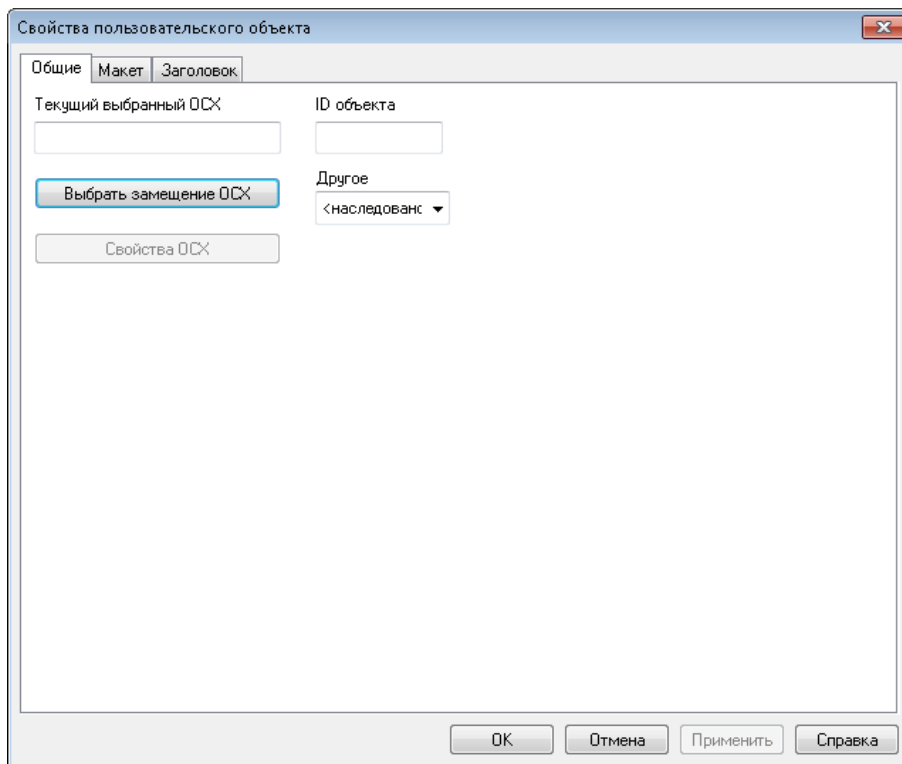 Свойства пользовательского объекта
Общие Макет Заголовок
Текущий выбранный OCX ID объекта
Выбрать замещение OCX Другое
<наследованс
Свойства OCX
OK Отмена Применить Справка